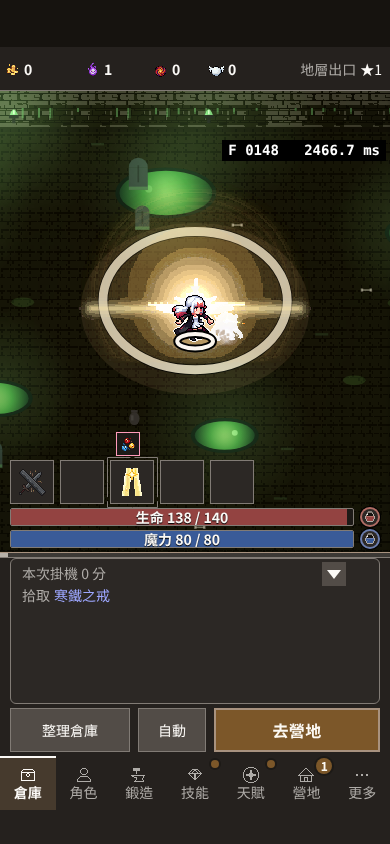 0 1 0 0 地層出口 ★1
F 0148 2466.7 ms
生命 138 / 140
魔力 80 / 80
本次掛機 0 分
拾取 寒鐵之戒
整理倉庫 自動 去營地
1
倉庫 角色 鍛造 技能 天賦 營地 更多